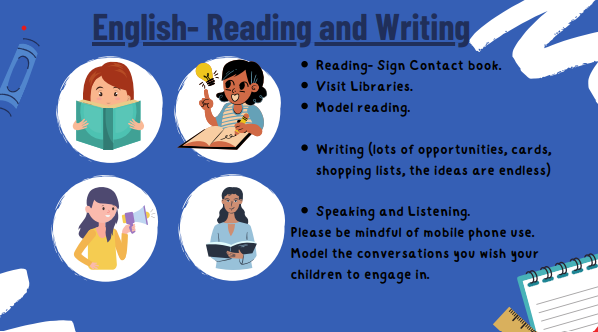 English- Reading and Writing
Reading- Sign Contact book.
Visit Libraries.
Model reading.
Writing (lots of opportunities, cards,
shopping lists, the ideas are endless)
Speaking and Listening.
Please be mindful of mobile phone use.
Model the conversations you wish your
children to engage in.